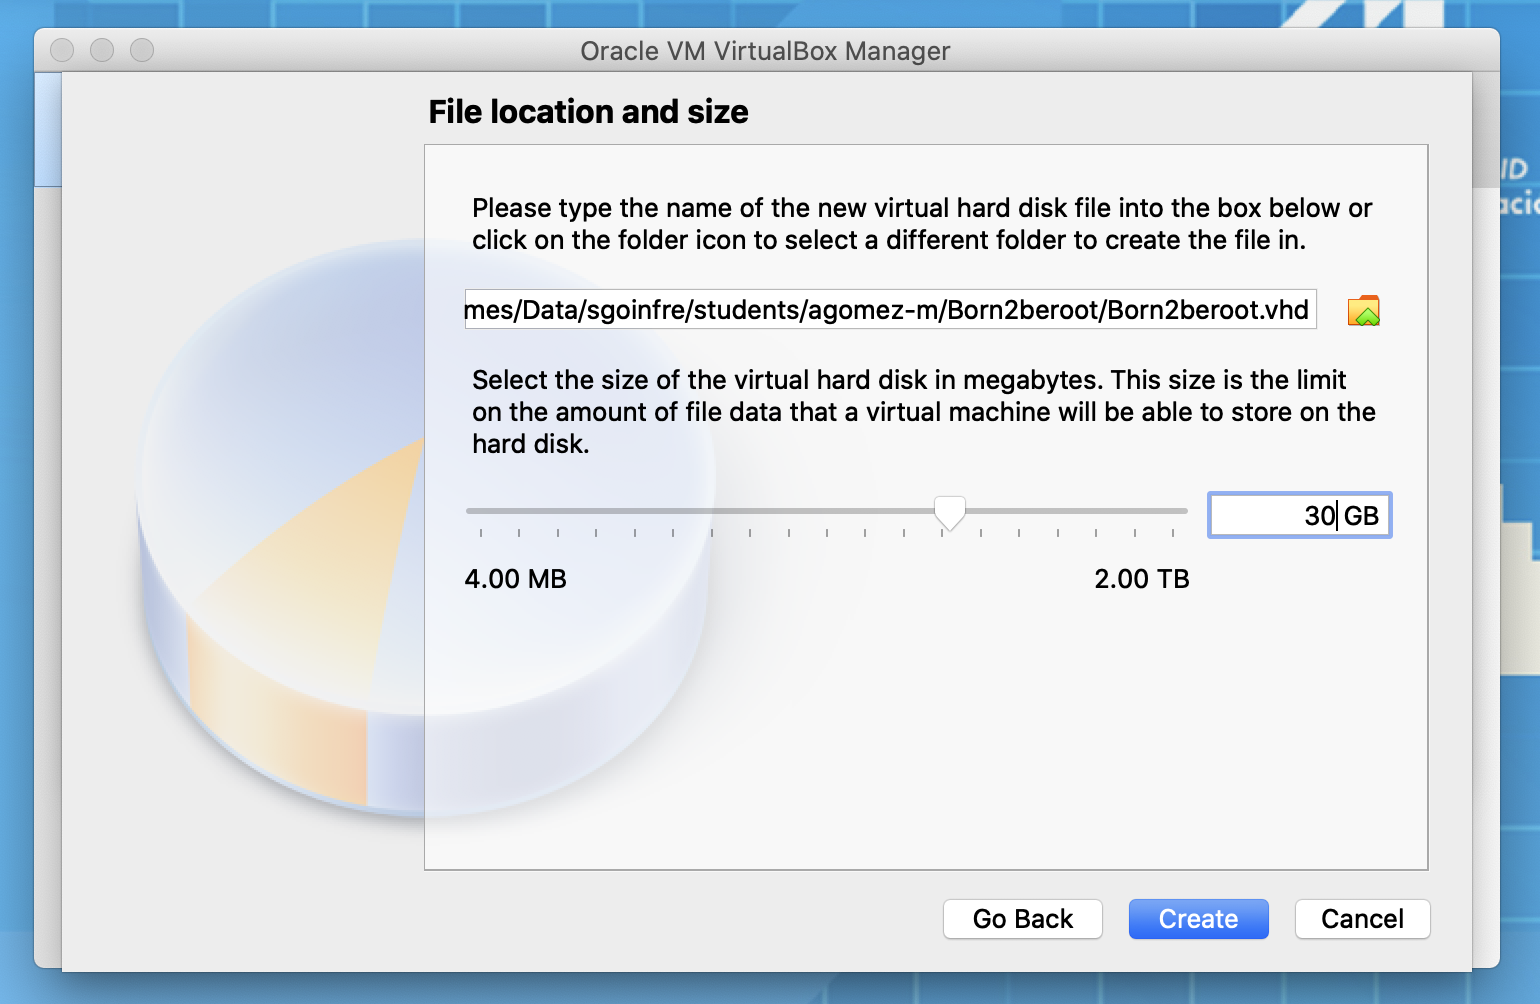 Oracle VM VirtualBox Manager
File location and size
Please type the name of the new virtual hard disk file into the box below or
click on the folder icon to select a different folder to create the file in.
mes/Data/sgoinfre/students/agomez-m/Born2beroot/Born2beroot.vhd
Select the size of the virtual hard disk in megabytes. This size is the limit
on the amount of file data that a virtual machine will be able to store on the
hard disk.
30 GB
4.00 MB
2.00 TB
Go Back
Create
Cancel